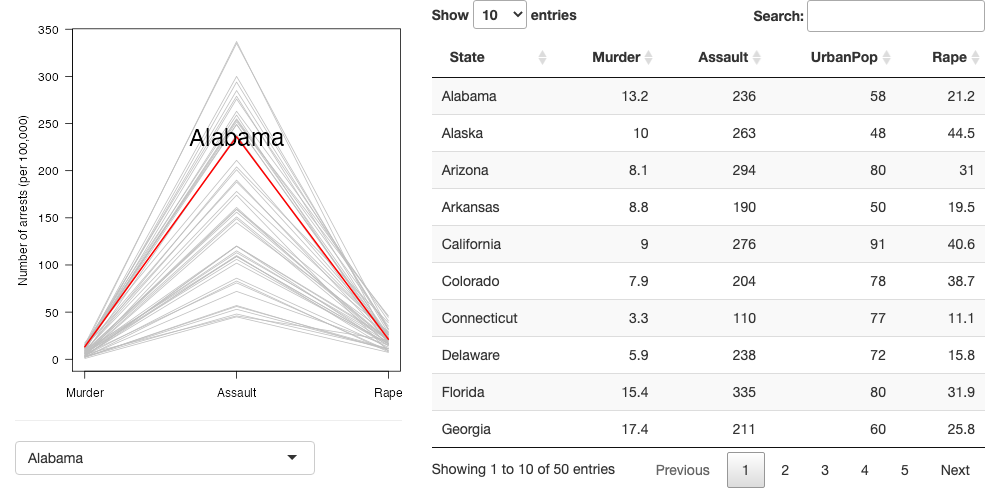 350
300
250
200
150
100
50
0
Number of arrests (per 100,000)
Alabama
Murder Assault Rape
Alabama
Show 10 entries Search:
State Murder Assault UrbanPop Rape
Alabama 13.2 236 58 21.2
Alaska 10 263 48 44.5
Arizona 8.1 294 80 31
Arkansas 8.8 190 50 19.5
California 9 276 91 40.6
Colorado 7.9 204 78 38.7
Connecticut 3.3 110 77 11.1
Delaware 5.9 238 72 15.8
Florida 15.4 335 80 31.9
Georgia 17.4 211 60 25.8
Showing 1 to 10 of 50 entries Previous 1 2 3 4 5 Next